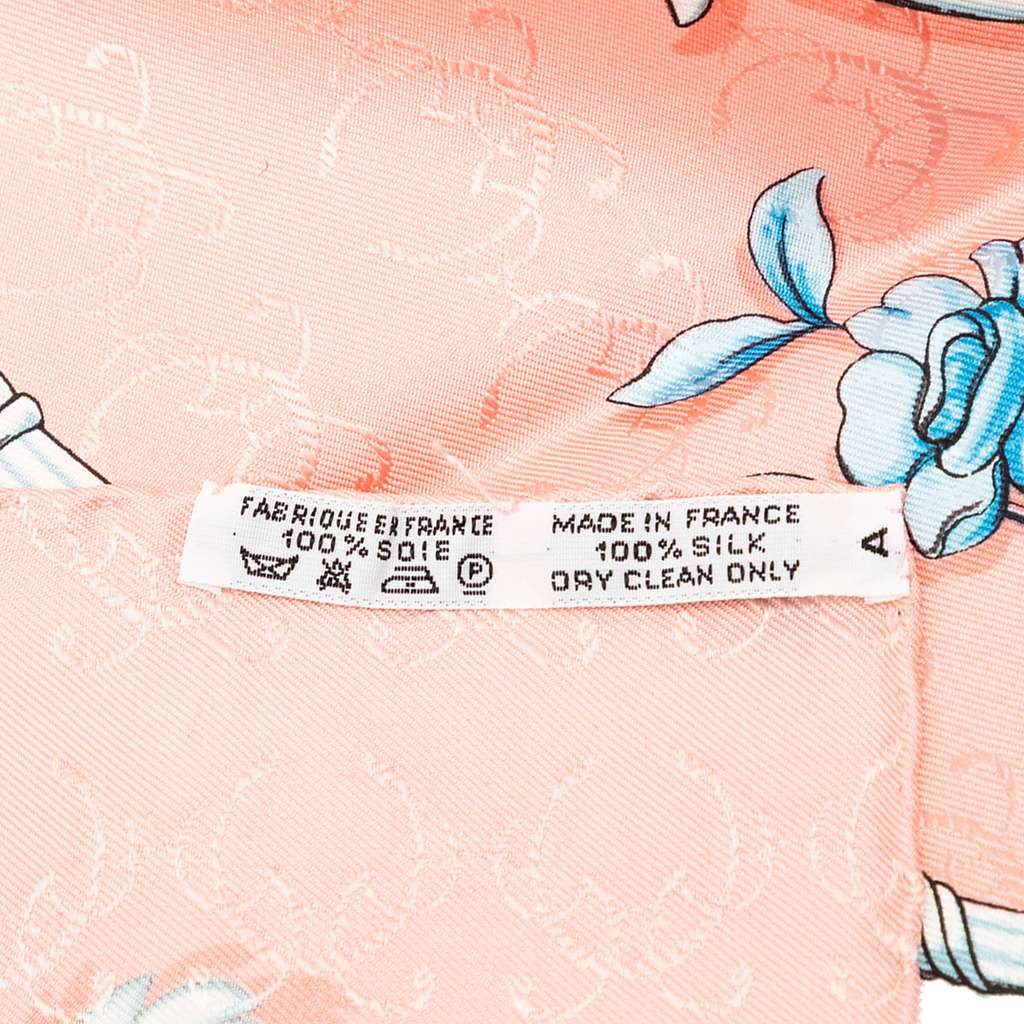 FABRIQUE EN FRANCE
100% SOIE
P
MADE IN FRANCE
100% SILK
DRY CLEAN ONLY
A